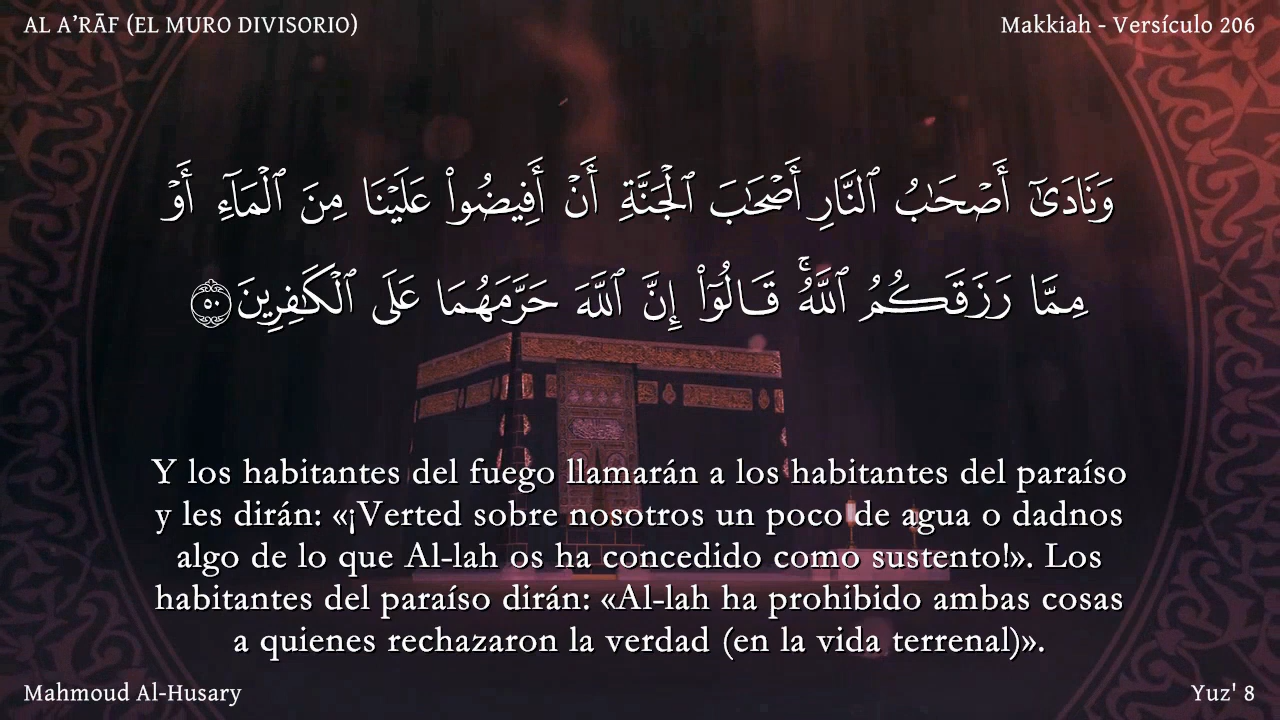 AL A’RĀF (EL MURO DIVISORIO)
Makkiah - Versículo 206
وَنَادَىٰٓ أَصْحَٰبُ ٱلنَّارِ أَصْحَٰبَ ٱلْجَنَّةِ أَنْ أَفِيضُوا۟ عَلَيْنَا مِنَ ٱلْمَآءِ أَوْ
مِمَّا رَزَقَكُمُ ٱللَّهُ ۚ قَالُوٓا۟ إِنَّ ٱللَّهَ حَرَّمَهُمَا عَلَى ٱلْكَٰفِرِينَ ٥٠
Y los habitantes del fuego llamarán a los habitantes del paraíso
y les dirán: «¡Verted sobre nosotros un poco de agua o dadnos
algo de lo que Al-lah os ha concedido como sustento!». Los
habitantes del paraíso dirán: «Al-lah ha prohibido ambas cosas
a quienes rechazaron la verdad (en la vida terrenal)».
Mahmoud Al-Husary
Yuz' 8